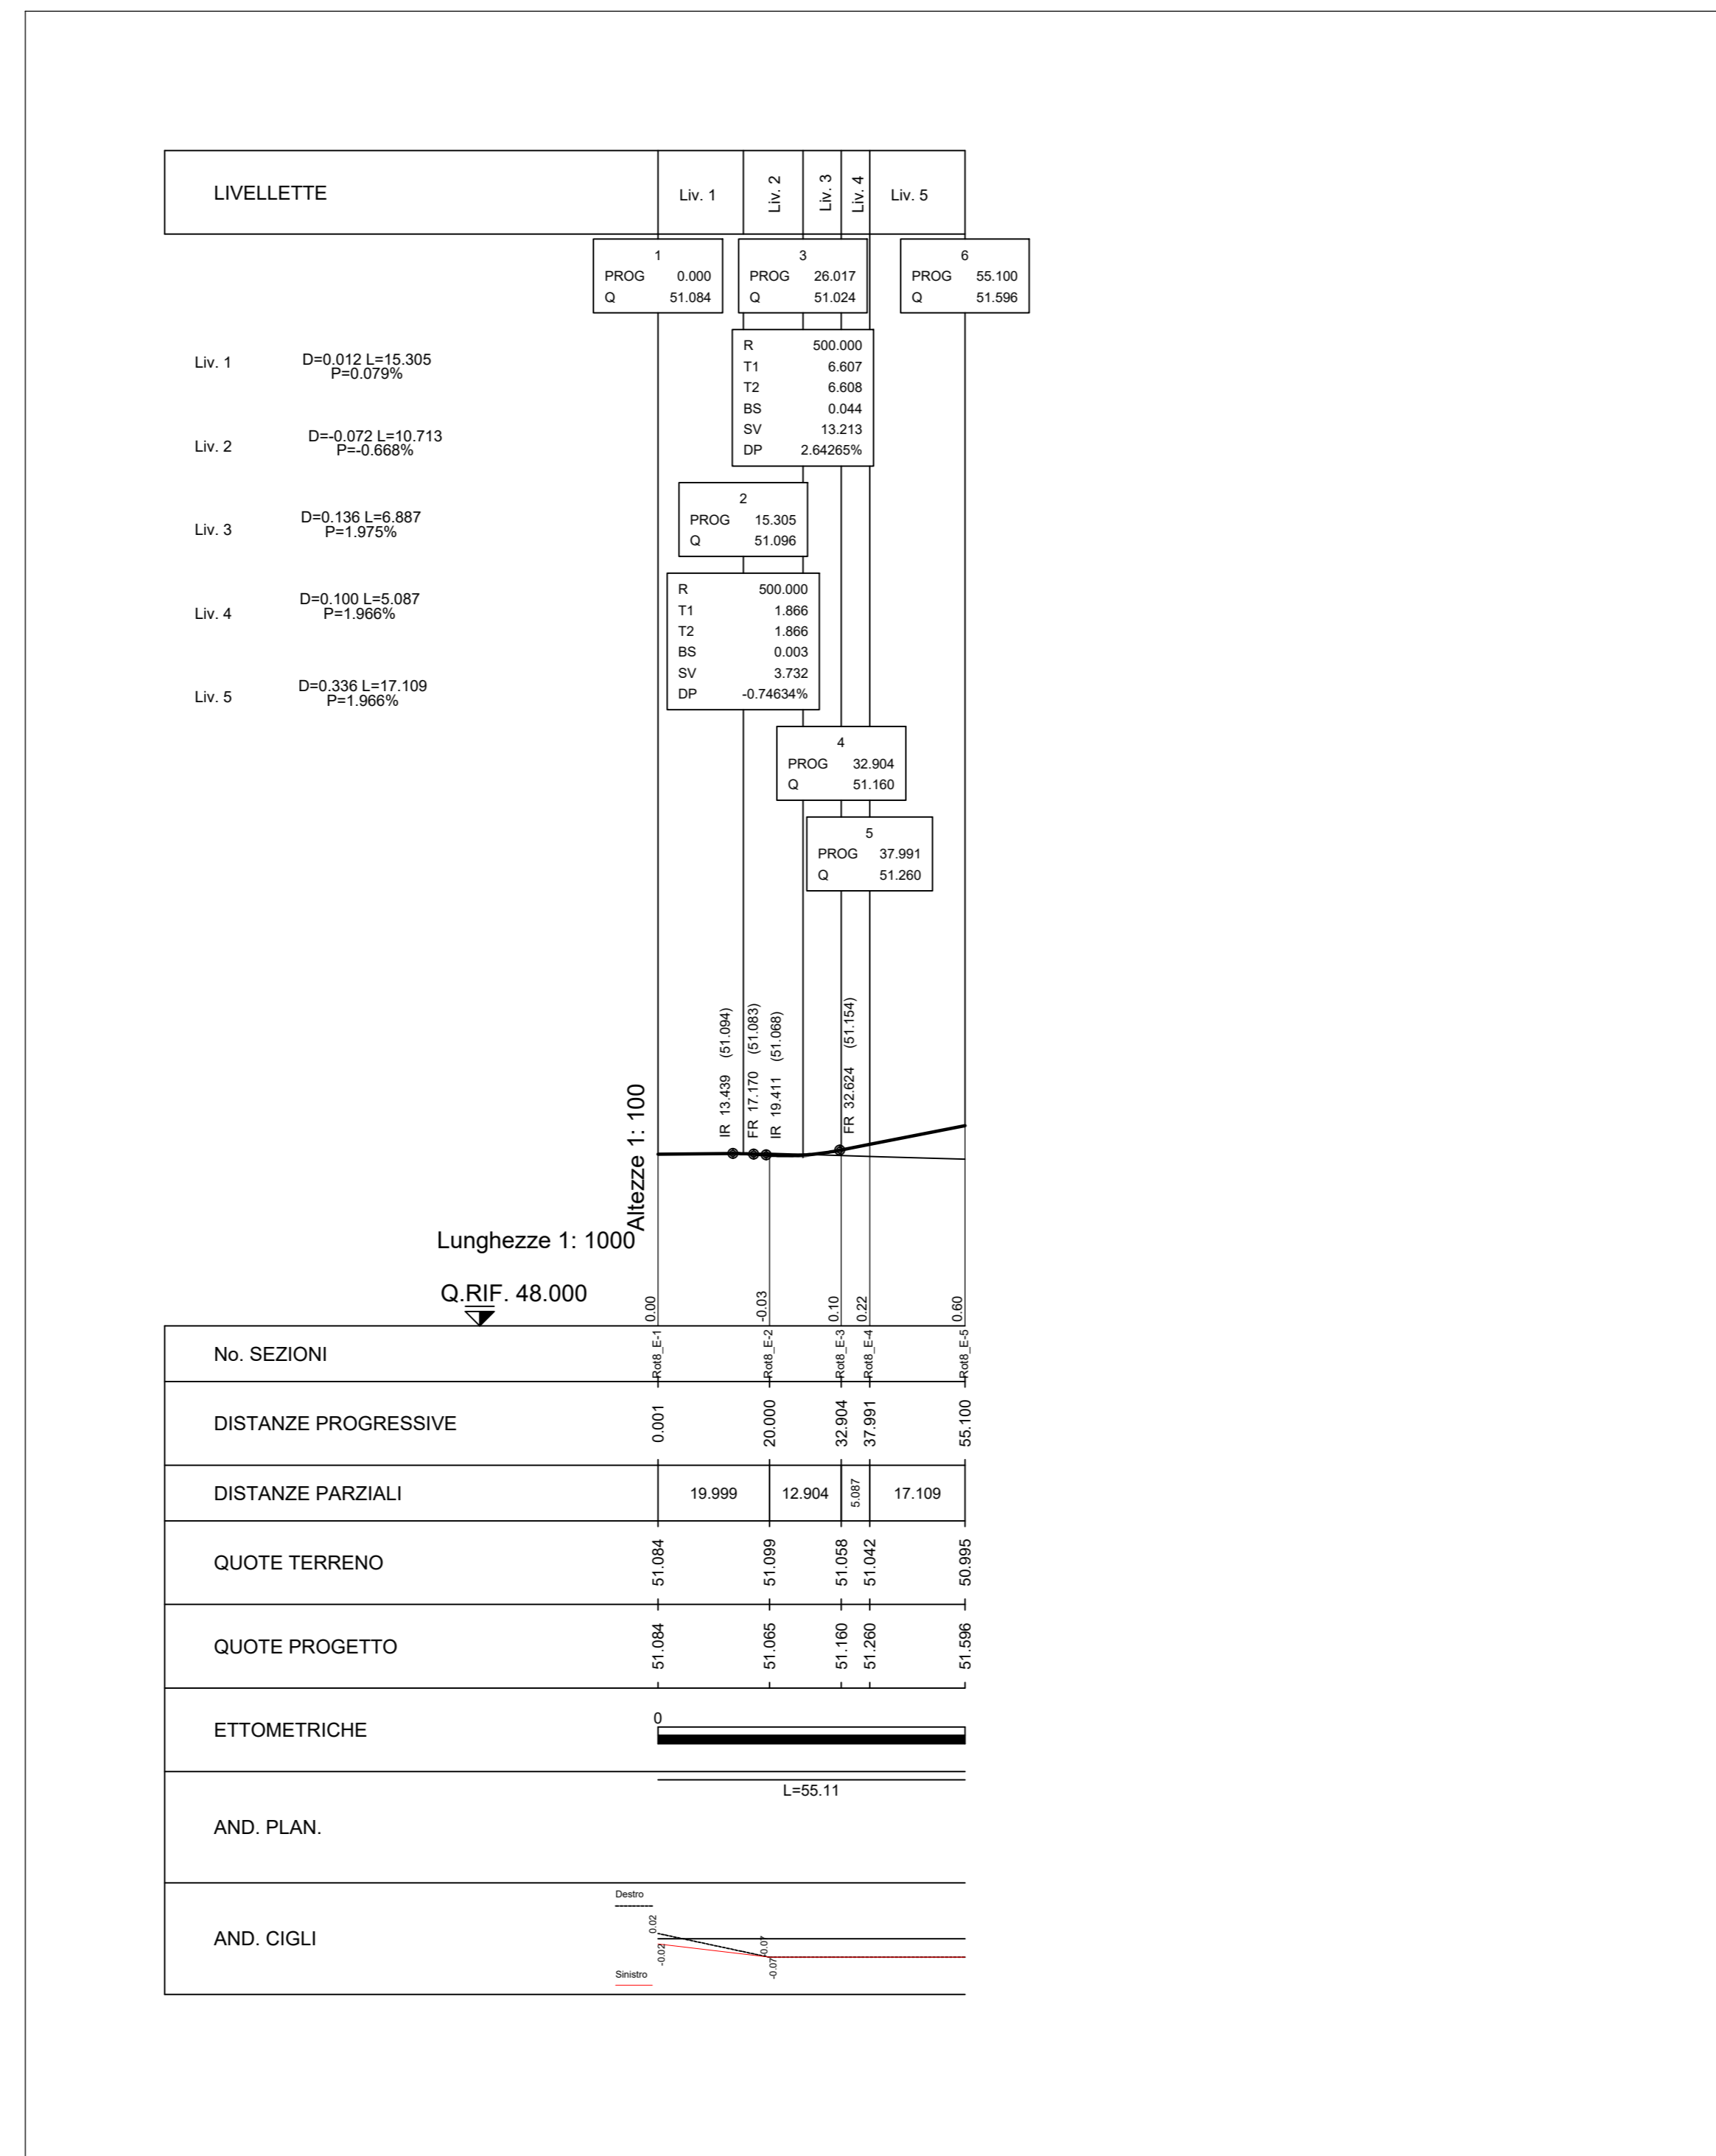 LIVELLETTE
Liv. 1
Liv. 2
Liv. 3
Liv. 4
Liv. 5
1
PROG 0.000
Q 51.084
3
PROG 26.017
Q 51.024
6
PROG 55.100
Q 51.596
R 500.000
T1 6.607
T2 6.608
BS 0.044
SV 13.213
DP 2.64265%
Liv. 1
D=0.012 L=15.305
P=0.079%
Liv. 2
D=-0.072 L=10.713
P=-0.668%
Liv. 3
D=0.136 L=6.887
P=1.975%
Liv. 4
D=0.100 L=5.087
P=1.966%
Liv. 5
D=0.336 L=17.109
P=1.966%
2
PROG 15.305
Q 51.096
R 500.000
T1 1.866
T2 1.866
BS 0.003
SV 3.732
DP -0.74634%
4
PROG 32.904
Q 51.160
5
PROG 37.991
Q 51.260
IR 13.439 (51.094)
FR 17.170 (51.083)
IR 19.411 (51.068)
FR 32.624 (51.154)
Altezze 1: 100
Lunghezze 1: 1000
Q.RIF. 48.000
0.00
-0.03
0.10
0.22
0.60
No. SEZIONI
Rot8_E-1
Rot8_E-2
Rot8_E-3
Rot8_E-4
Rot8_E-5
DISTANZE PROGRESSIVE
0.001
20.000
32.904
37.991
55.100
DISTANZE PARZIALI
19.999
12.904
5.087
17.109
QUOTE TERRENO
51.084
51.099
51.058
51.042
50.995
QUOTE PROGETTO
51.084
51.065
51.160
51.260
51.596
ETTOMETRICHE
0
L=55.11
AND. PLAN.
AND. CIGLI
Destro
0.02
-0.02
-0.07
-0.07
Sinistro